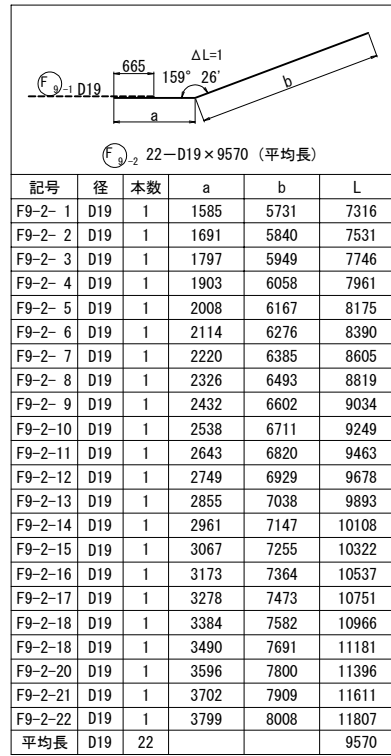 ΔL=1
665
159° 26'
F9-1 D19
a
b
F9-2 22-D19×9570 (平均長)
記号 径 本数 a b L
F9-2- 1 D19 1 1585 5731 7316
F9-2- 2 D19 1 1691 5840 7531
F9-2- 3 D19 1 1797 5949 7746
F9-2- 4 D19 1 1903 6058 7961
F9-2- 5 D19 1 2008 6167 8175
F9-2- 6 D19 1 2114 6276 8390
F9-2- 7 D19 1 2220 6385 8605
F9-2- 8 D19 1 2326 6493 8819
F9-2- 9 D19 1 2432 6602 9034
F9-2-10 D19 1 2538 6711 9249
F9-2-11 D19 1 2643 6820 9463
F9-2-12 D19 1 2749 6929 9678
F9-2-13 D19 1 2855 7038 9893
F9-2-14 D19 1 2961 7147 10108
F9-2-15 D19 1 3067 7255 10322
F9-2-16 D19 1 3173 7364 10537
F9-2-17 D19 1 3278 7473 10751
F9-2-18 D19 1 3384 7582 10966
F9-2-18 D19 1 3490 7691 11181
F9-2-20 D19 1 3596 7800 11396
F9-2-21 D19 1 3702 7909 11611
F9-2-22 D19 1 3799 8008 11807
平均長 D19 22 9570